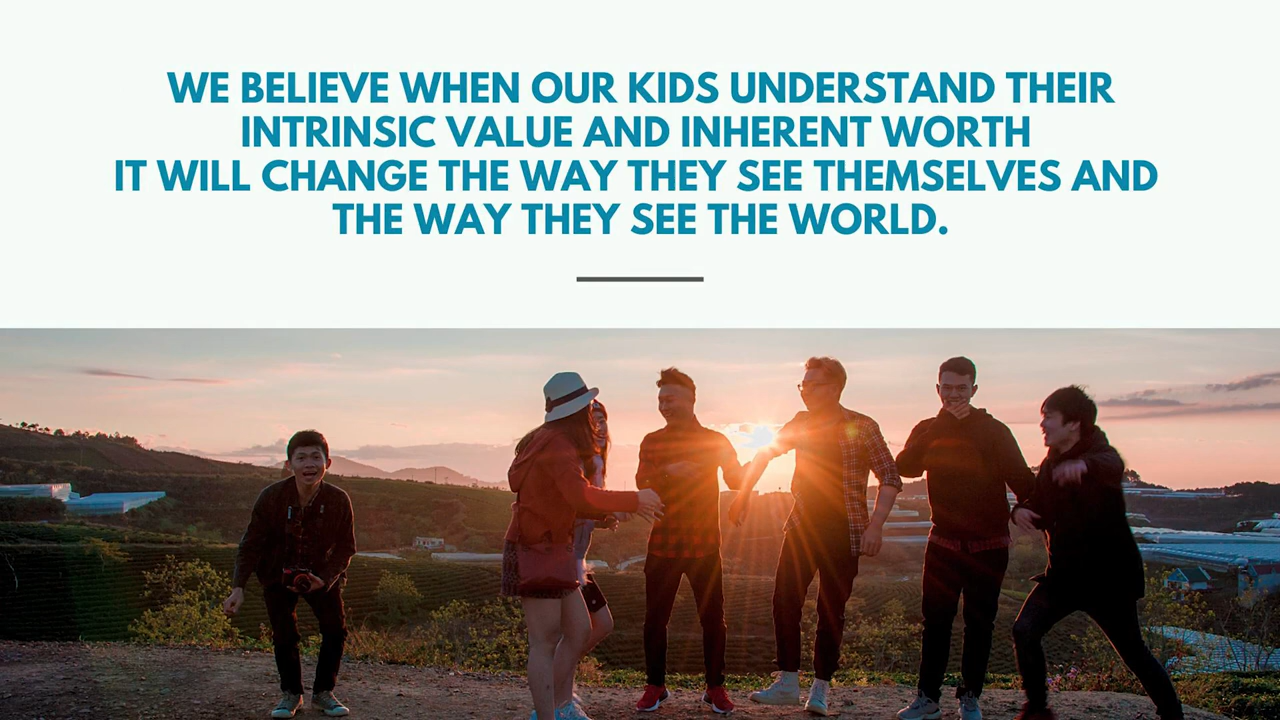 WE BELIEVE WHEN OUR KIDS UNDERSTAND THEIR
INTRINSIC VALUE AND INHERENT WORTH
IT WILL CHANGE THE WAY THEY SEE THEMSELVES AND
THE WAY THEY SEE THE WORLD.